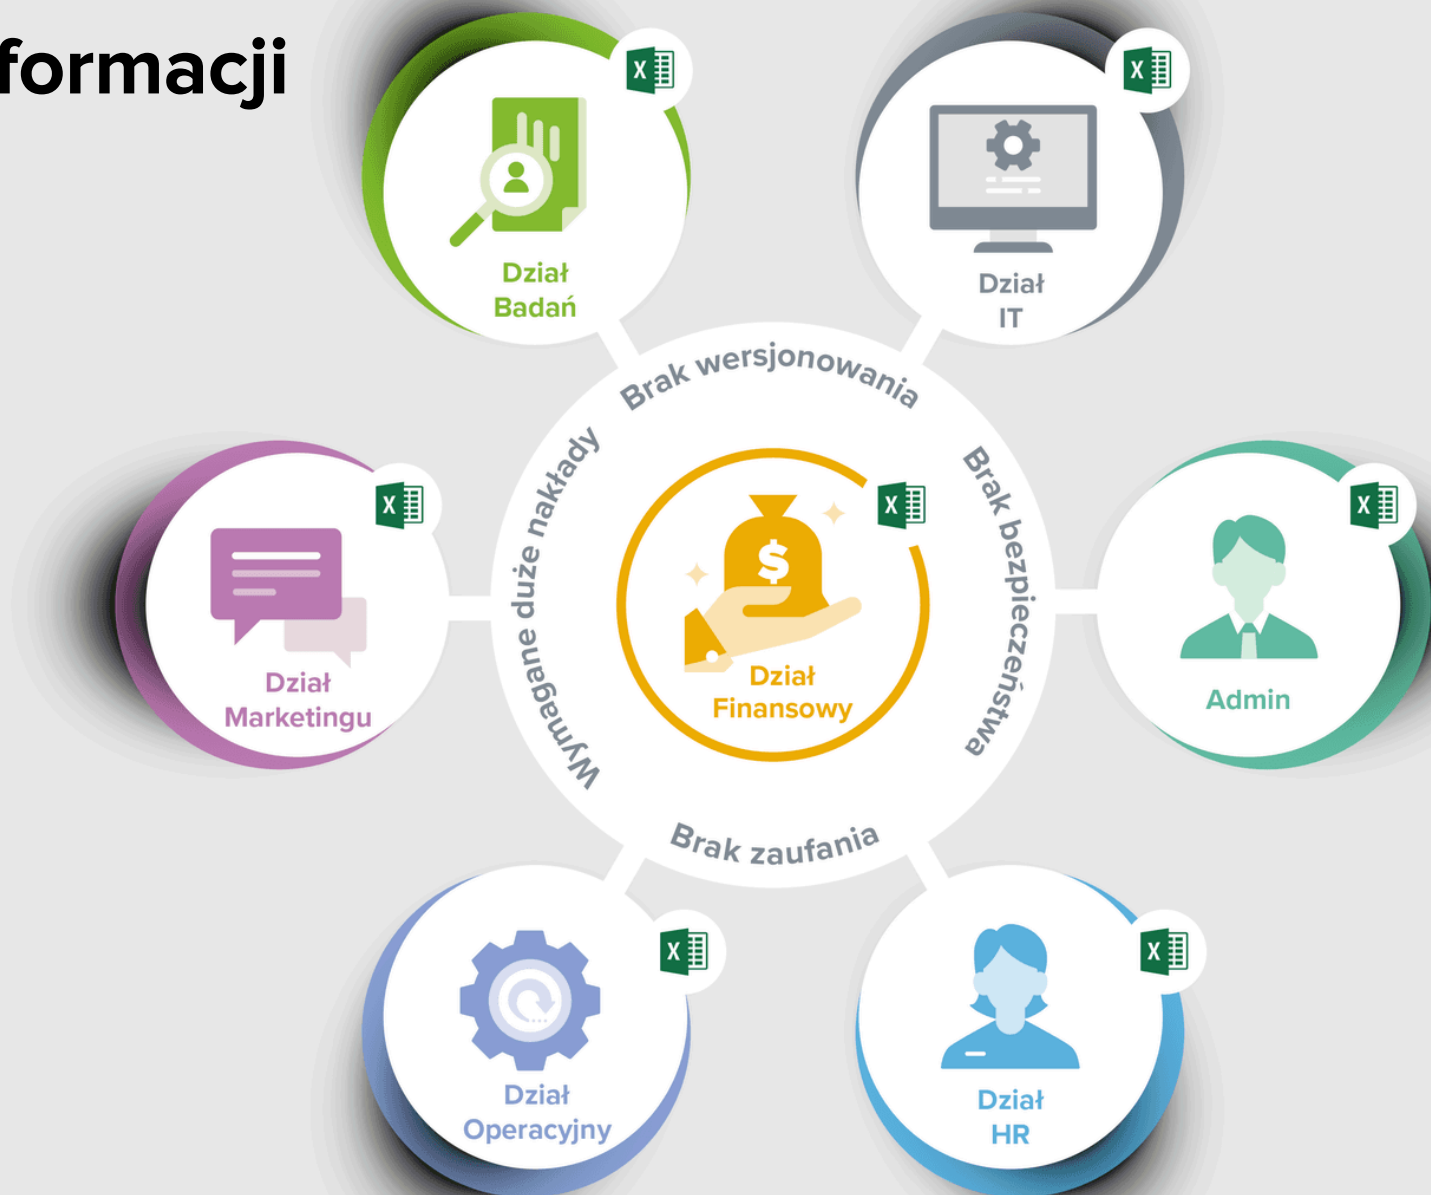 formacji
Dział
Badań
Dział
IT
Brak wersjonowania
Wymagane duże nakłady
Brak bezpieczeństwa
Dział
Marketingu
$
Dział
Finansowy
Admin
Brak zaufania
Dział
Operacyjny
Dział
HR
X
X
X
X
X
X
X